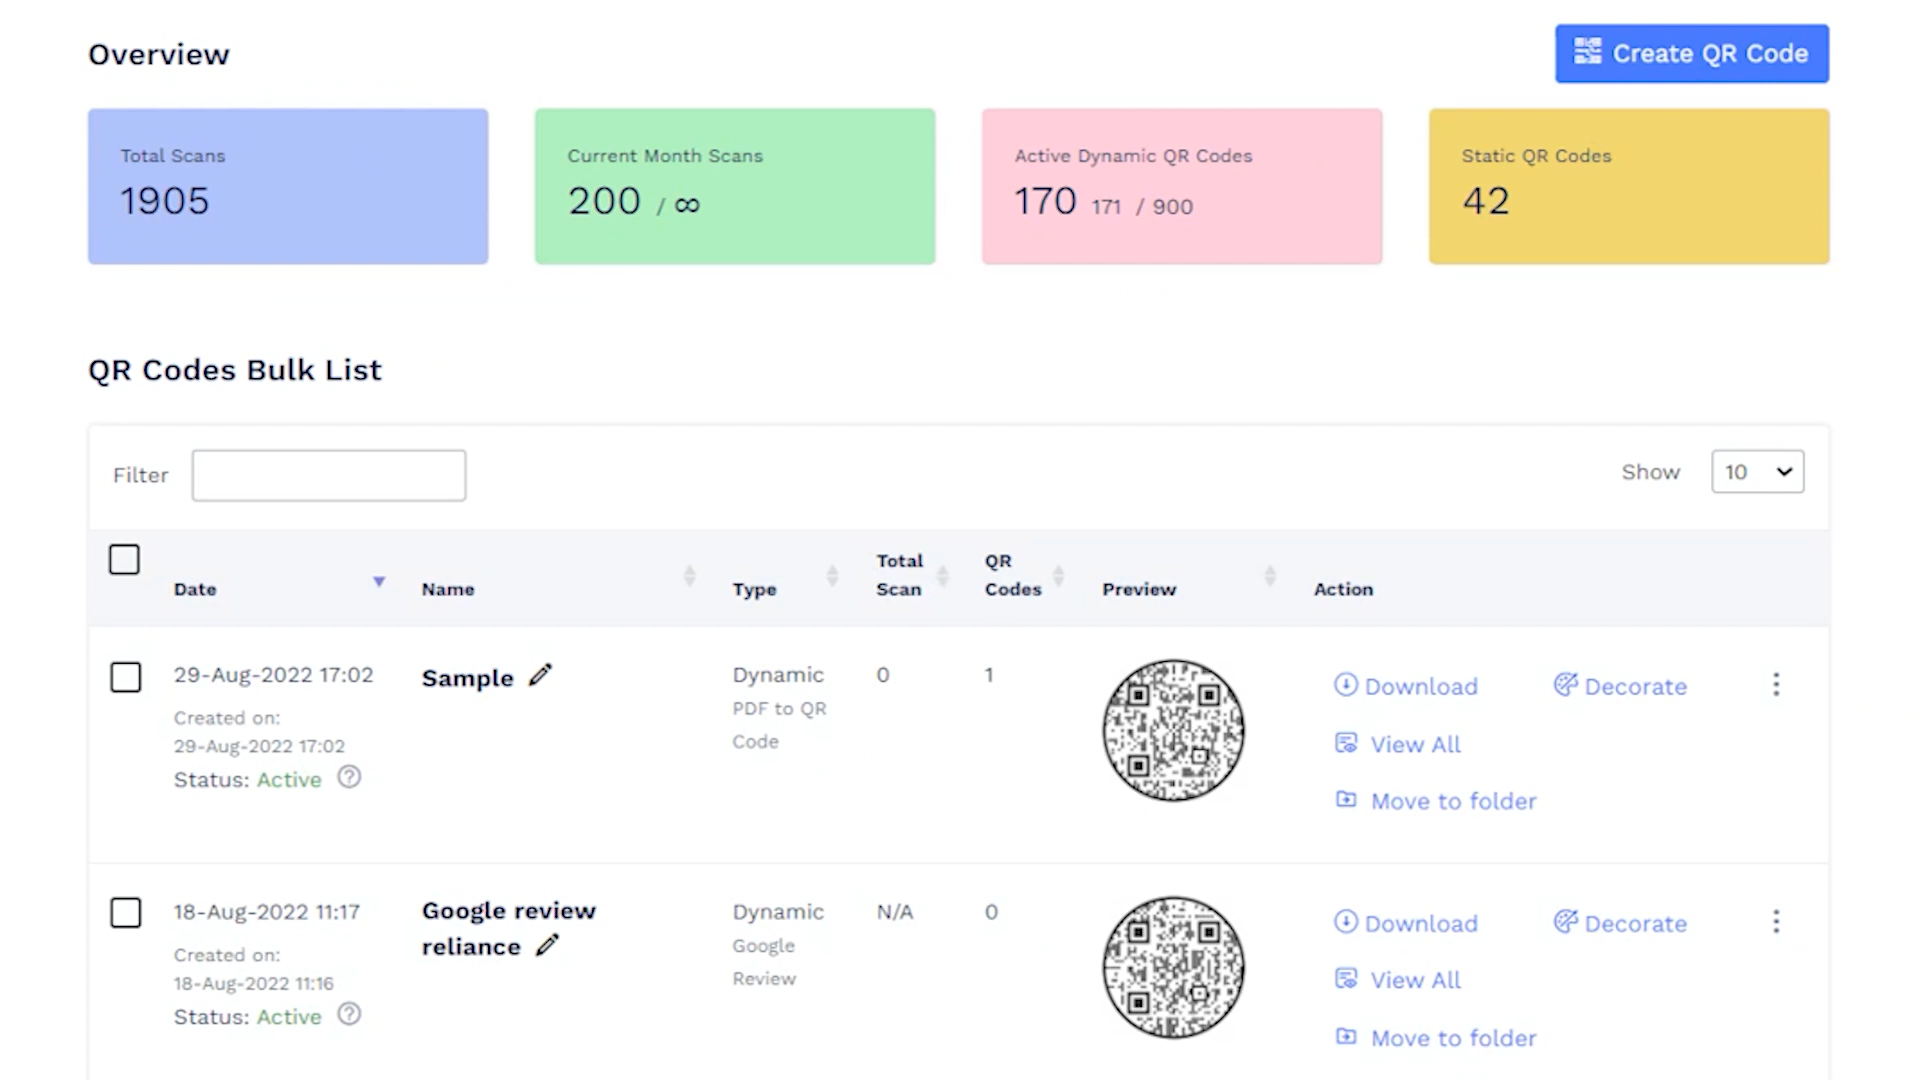 Overview
Create QR Code
Total Scans
1905
Current Month Scans
200 / ∞
Active Dynamic QR Codes
170 171 / 900
Static QR Codes
42
QR Codes Bulk List
Filter
Show 10
Date
Name
Type
Total
Scan
QR
Codes
Preview
Action
29-Aug-2022 17:02
Created on:
29-Aug-2022 17:02
Status: Active
Sample
Dynamic
PDF to QR
Code
0
1
Download
Decorate
View All
Move to folder
18-Aug-2022 11:17
Created on:
18-Aug-2022 11:16
Status: Active
Google review
reliance
Dynamic
Google
Review
N/A
0
Download
Decorate
View All
Move to folder